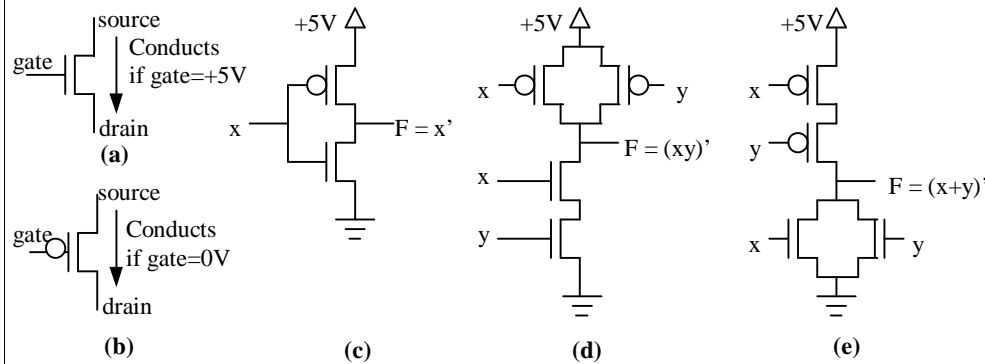 source
gate
Conducts
if gate=+5V
drain
(a)
source
gate
Conducts
if gate=0V
drain
(b)
+5V
x
F = x’
(c)
+5V
x
y
F = (xy)’
x
y
(d)
+5V
x
y
F = (x+y)’
x
y
(e)